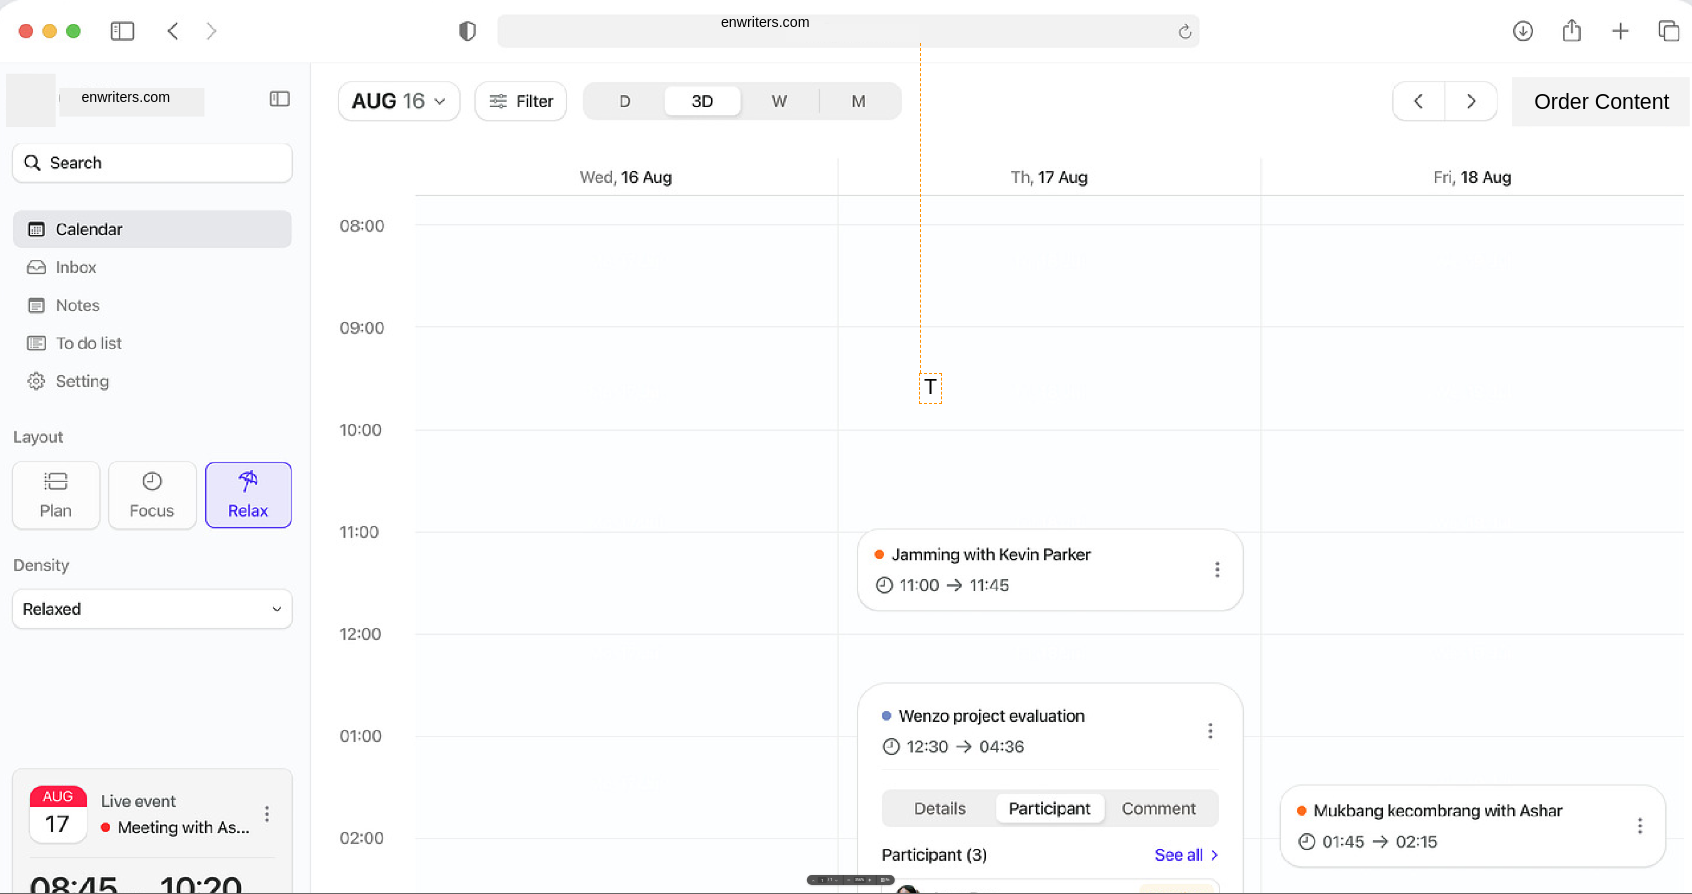 enwriters.com
enwriters.com
AUG 16
Filter
D
3D
W
M
Order Content
Search
Calendar
Inbox
Notes
To do list
Setting
Layout
Plan
Focus
Relax
Density
Relaxed
AUG
17
Live event
Meeting with As...
08:45
10:20
Wed, 16 Aug
Th, 17 Aug
Fri, 18 Aug
08:00
09:00
T
10:00
11:00
Jamming with Kevin Parker
11:00 → 11:45
12:00
Wenzo project evaluation
12:30 → 04:36
01:00
Details
Participant
Comment
Mukbang kecombrang with Ashar
01:45 → 02:15
02:00
Participant (3)
See all >